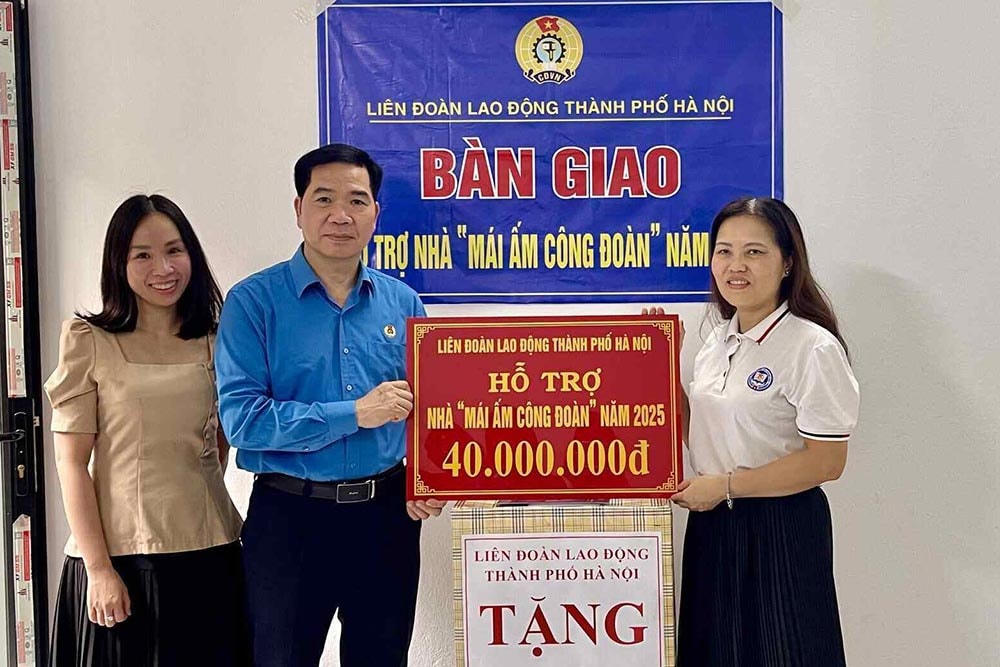 CĐVN
LIÊN ĐOÀN LAO ĐỘNG THÀNH PHỐ HÀ NỘI
BÀN GIAO
TRỢ NHÀ "MÁI ẤM CÔNG ĐOÀN" NĂM
LIÊN ĐOÀN LAO ĐỘNG THÀNH PHỐ HÀ NỘI
HỖ TRỢ
NHÀ "MÁI ẤM CÔNG ĐOÀN" NĂM 2025
40.000.000đ
LIÊN ĐOÀN LAO ĐỘNG
THÀNH PHỐ HÀ NỘI
TẶNG